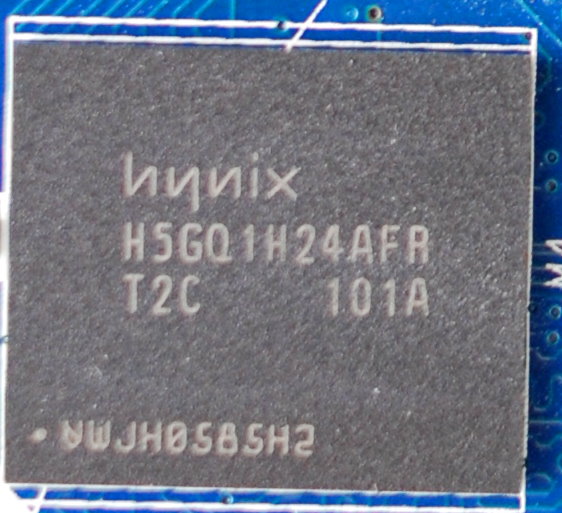 hynix
H5GQ1H24AFR
T2C 101A
NWJH0585H2